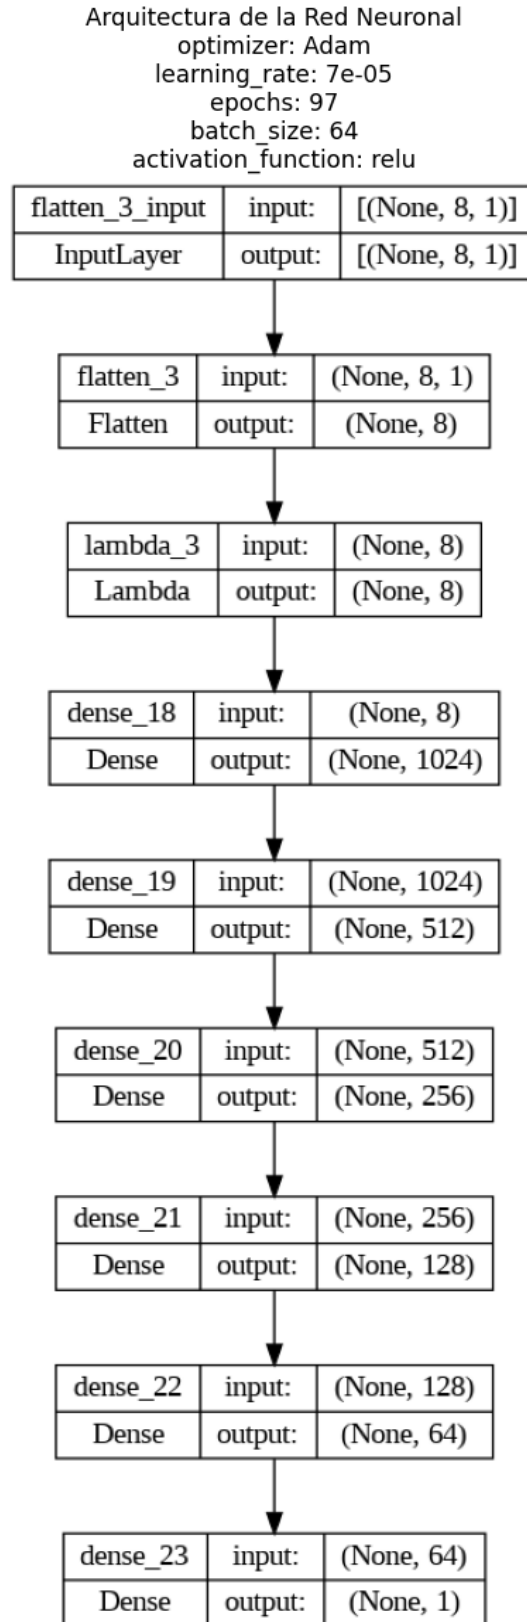 Arquitectura de la Red Neuronal
optimizer: Adam
learning_rate: 7e-05
epochs: 97
batch_size: 64
activation_function: relu
flatten_3_input input: [(None, 8, 1)]
InputLayer output: [(None, 8, 1)]
flatten_3 input: (None, 8, 1)
Flatten output: (None, 8)
lambda_3 input: (None, 8)
Lambda output: (None, 8)
dense_18 input: (None, 8)
Dense output: (None, 1024)
dense_19 input: (None, 1024)
Dense output: (None, 512)
dense_20 input: (None, 512)
Dense output: (None, 256)
dense_21 input: (None, 256)
Dense output: (None, 128)
dense_22 input: (None, 128)
Dense output: (None, 64)
dense_23 input: (None, 64)
Dense output: (None, 1)